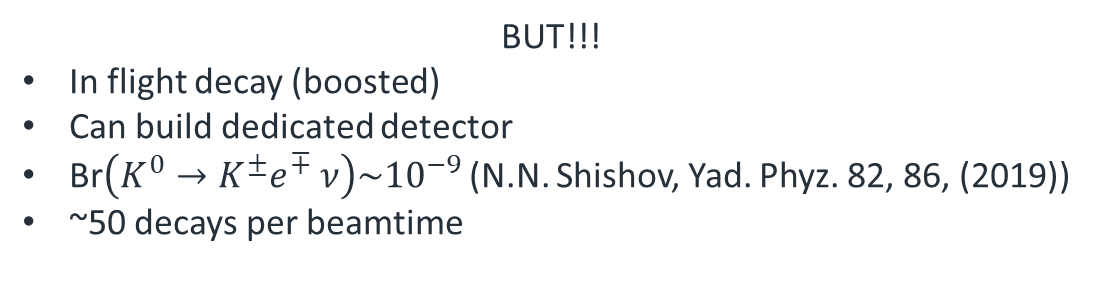 BUT!!!
• In flight decay (boosted)
• Can build dedicated detector
• Br(K⁰ → K±e∓ ν)~10⁻⁹ (N.N. Shishov, Yad. Phyz. 82, 86, (2019))
• ~50 decays per beamtime